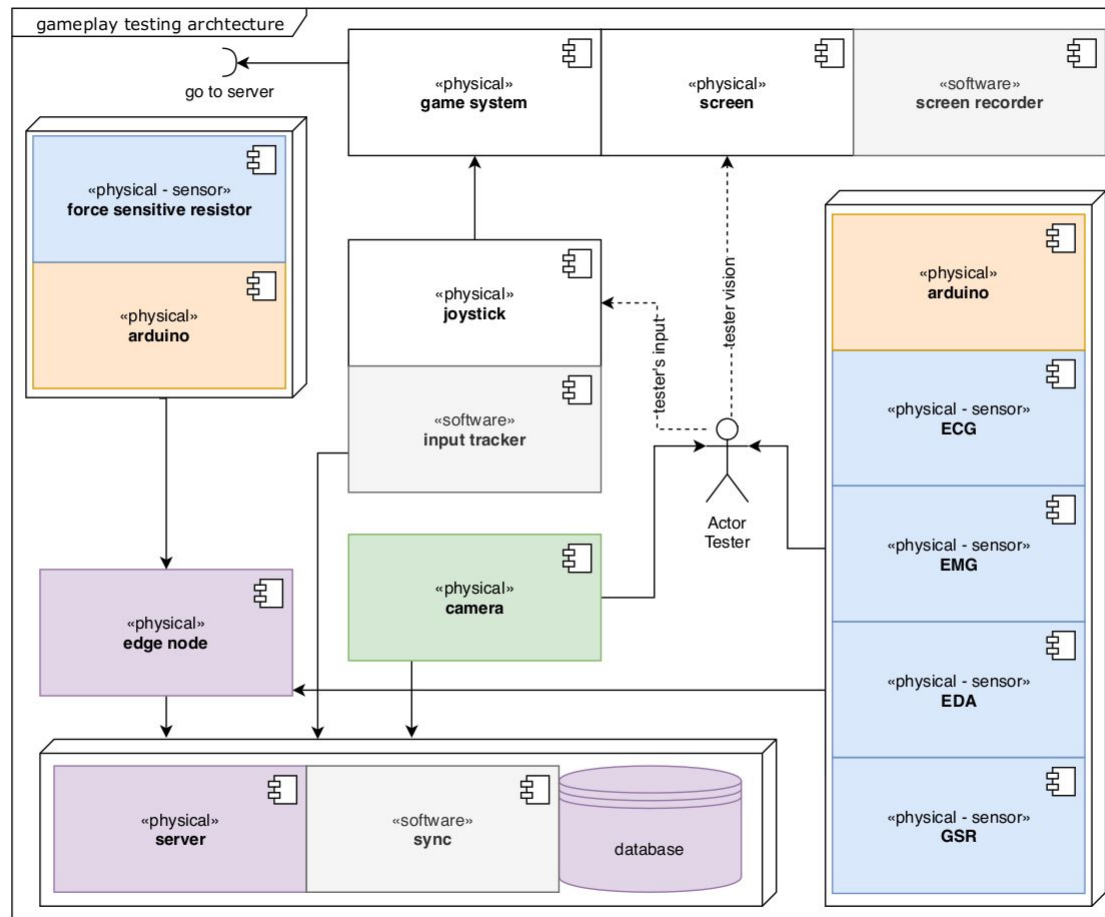 gameplay testing archtecture
go to server
«physical»
game system
«physical»
screen
«software»
screen recorder
«physical - sensor»
force sensitive resistor
«physical»
arduino
«physical»
joystick
«software»
input tracker
tester's input
tester vision
Actor
Tester
«physical»
arduino
«physical - sensor»
ECG
«physical - sensor»
EMG
«physical - sensor»
EDA
«physical - sensor»
GSR
«physical»
edge node
«physical»
camera
«physical»
server
«software»
sync
database